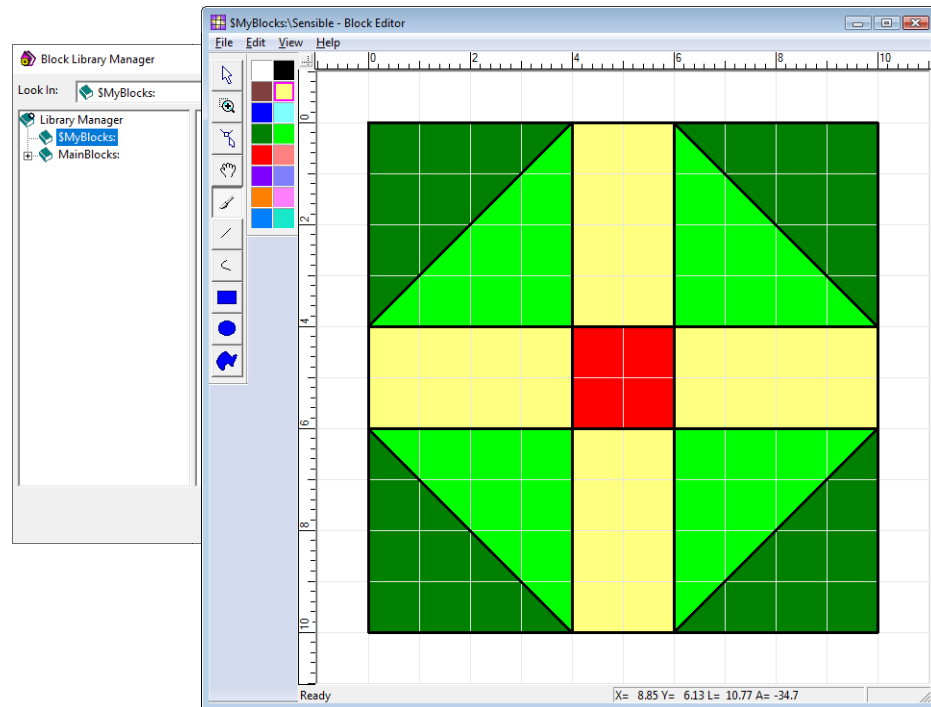 $MyBlocks:\Sensible - Block Editor
File Edit View Help
Block Library Manager
Look In: $MyBlocks:
Library Manager
$MyBlocks:
MainBlocks:
0 2 4 6 8 10
0
2
4
6
8
10
Ready X= 8.85 Y= 6.13 L= 10.77 A= -34.7